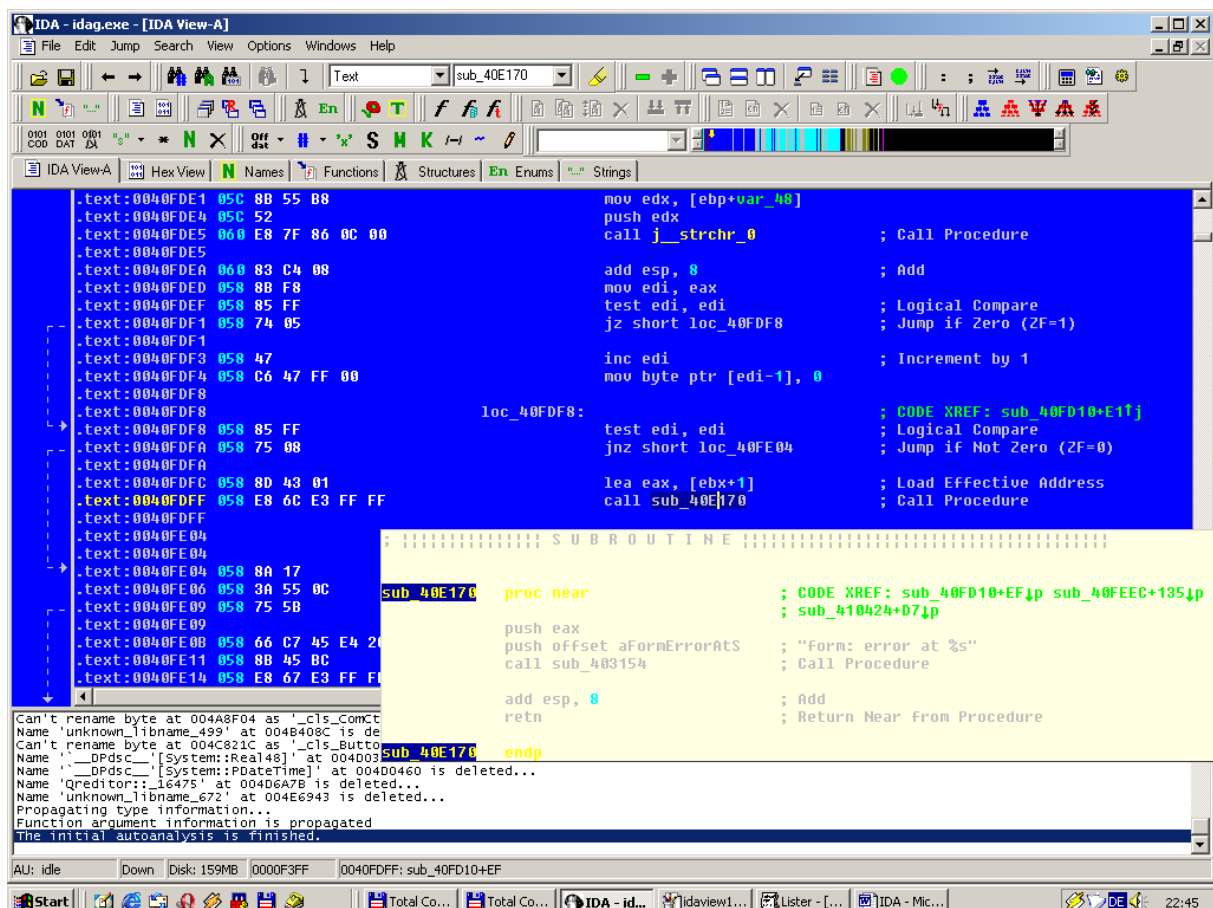 IDA - idag.exe - [IDA View-A]
File Edit Jump Search View Options Windows Help
Text sub_40E170
N "..." En T f
0101 0101 0101 "s" * N X Off # 'x' S M K /-/ ~
COD DAT dat
IDA View-A Hex View N Names Functions Structures En Enums "..." Strings
.text:0040FDE1 05C 8B 55 B8 mov edx, [ebp+var_48]
.text:0040FDE4 05C 52 push edx
.text:0040FDE5 060 E8 7F 86 0C 00 call j__strchr_0 ; Call Procedure
.text:0040FDE5
.text:0040FDEA 060 83 C4 08 add esp, 8 ; Add
.text:0040FDED 058 8B F8 mov edi, eax
.text:0040FDEF 058 85 FF test edi, edi ; Logical Compare
.text:0040FDF1 058 74 05 jz short loc_40FDF8 ; Jump if Zero (ZF=1)
.text:0040FDF1
.text:0040FDF3 058 47 inc edi ; Increment by 1
.text:0040FDF4 058 C6 47 FF 00 mov byte ptr [edi-1], 0
.text:0040FDF8
.text:0040FDF8 loc_40FDF8: ; CODE XREF: sub_40FD10+E1↑j
.text:0040FDF8 058 85 FF test edi, edi ; Logical Compare
.text:0040FDFA 058 75 08 jnz short loc_40FE04 ; Jump if Not Zero (ZF=0)
.text:0040FDFA
.text:0040FDFC 058 8D 43 01 lea eax, [ebx+1] ; Load Effective Address
.text:0040FDFF 058 E8 6C E3 FF FF call sub_40E170 ; Call Procedure
.text:0040FDFF
.text:0040FE04
.text:0040FE04
.text:0040FE04 058 8A 17
.text:0040FE06 058 3A 55 0C
.text:0040FE09 058 75 5B
.text:0040FE09
.text:0040FE0B 058 66 C7 45 E4 20
.text:0040FE11 058 8B 45 BC
.text:0040FE14 058 E8 67 E3 FF FF
; ¦¦¦¦¦¦¦¦¦¦¦¦¦¦¦ S U B R O U T I N E ¦¦¦¦¦¦¦¦¦¦¦¦¦¦¦¦¦¦¦¦¦¦¦¦¦¦¦¦¦¦¦¦¦¦¦¦¦¦¦
sub_40E170 proc near ; CODE XREF: sub_40FD10+EF↓p sub_40FEEC+135↓p
; sub_410424+D7↓p
push eax
push offset aFormErrorAtS ; "form: error at %s"
call sub_403154 ; Call Procedure
add esp, 8 ; Add
retn ; Return Near from Procedure
sub_40E170 endp
Can't rename byte at 004A8F04 as '_cls_ComCt
Name 'unknown_libname_499' at 004B408C is de
Can't rename byte at 004C821C as '_cls_Butto
Name '`__DPdsc__'[System::Real48]' at 004D03
Name '`__DPdsc__'[System::PDateTime]' at 004D0460 is deleted...
Name 'Qreditor::_16475' at 004D6A7B is deleted...
Name 'unknown_libname_672' at 004E6943 is deleted...
Propagating type information...
Function argument information is propagated
The initial autoanalysis is finished.
AU: idle Down Disk: 159MB 0000F3FF 0040FDFF: sub_40FD10+EF
Start Total Co... Total Co... IDA - id... idaview1... Lister - [... IDA - Mic... DE 22:45